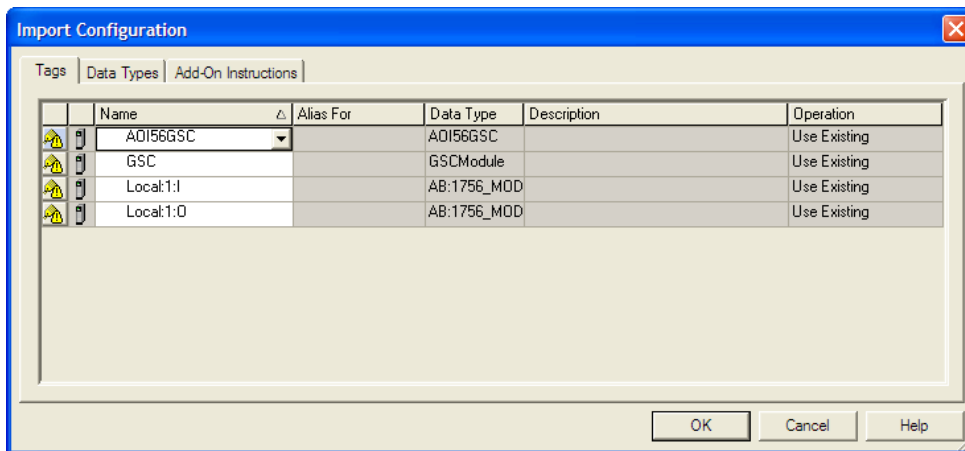 Import Configuration
Tags Data Types Add-On Instructions
Name Alias For Data Type Description Operation
AOI56GSC AOI56GSC Use Existing
GSC GSCModule Use Existing
Local:1:I AB:1756_MOD Use Existing
Local:1:O AB:1756_MOD Use Existing
OK Cancel Help